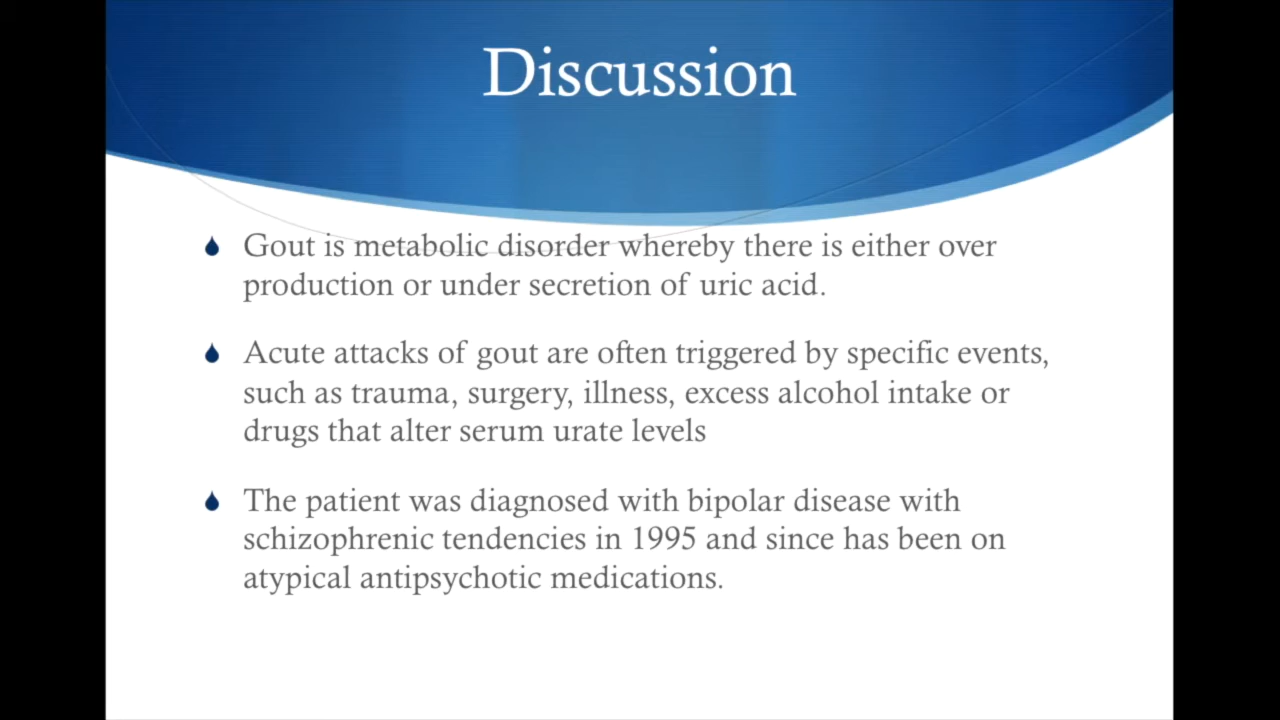 Discussion
Gout is metabolic disorder whereby there is either over
production or under secretion of uric acid.
Acute attacks of gout are often triggered by specific events,
such as trauma, surgery, illness, excess alcohol intake or
drugs that alter serum urate levels
The patient was diagnosed with bipolar disease with
schizophrenic tendencies in 1995 and since has been on
atypical antipsychotic medications.